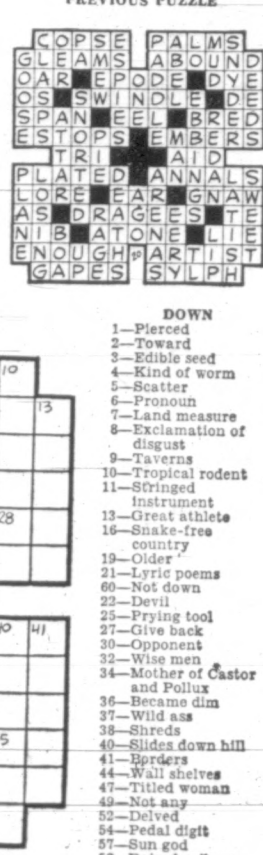 PREVIOUS PUZZLE
COPSE PALMS
GLEAMS ABOUND
OAR EPODE DYE
OS SWINDLE DE
SPAN EEL BRED
ESTOPS EMBERS
TRI AID
PLATED ANNALS
LORE EAR GNAW
AS DRAGEES TE
NIB ATONE LIE
ENOUGH ARTIST
GAPES SYLPH
10
13
28
41
5
DOWN
1—Pierced
2—Toward
3—Edible seed
4—Kind of worm
5—Scatter
6—Pronoun
7—Land measure
8—Exclamation of
disgust
9—Taverns
10—Tropical rodent
11—Stringed
instrument
13—Great athlete
16—Snake-free
country
19—Older
21—Lyric poems
60—Not down
22—Devil
25—Prying tool
27—Give back
30—Opponent
32—Wise men
34—Mother of Castor
and Pollux
36—Became dim
37—Wild ass
38—Shreds
40—Slides down hill
41—Borders
44—Wall shelves
47—Titled woman
49—Not any
52—Delved
54—Pedal digit
57—Sun god